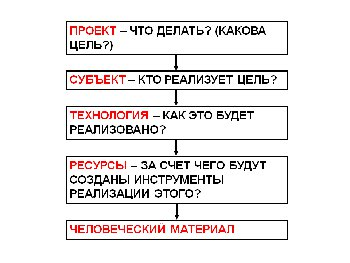 ПРОЕКТ – ЧТО ДЕЛАТЬ? (КАКОВА
ЦЕЛЬ?)
СУБЪЕКТ – КТО РЕАЛИЗУЕТ ЦЕЛЬ?
ТЕХНОЛОГИЯ – КАК ЭТО БУДЕТ
РЕАЛИЗОВАНО?
РЕСУРСЫ – ЗА СЧЕТ ЧЕГО БУДУТ
СОЗДАНЫ ИНСТРУМЕНТЫ
РЕАЛИЗАЦИИ ЭТОГО?
ЧЕЛОВЕЧЕСКИЙ МАТЕРИАЛ